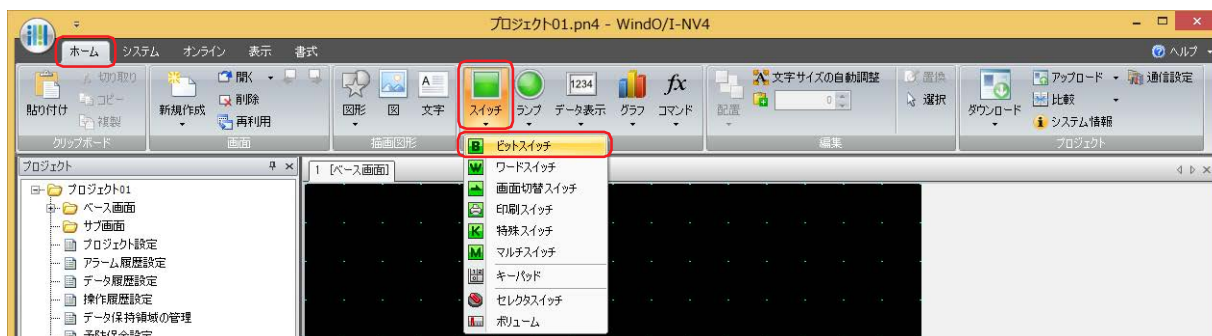 プロジェクト01.pn4 - WindO/I-NV4
ホーム システム オンライン 表示 書式 ヘルプ
貼り付け 切り取り コピー 複製
新規作成 開く 削除 再利用
図形 図 文字
スイッチ ランプ データ表示 グラフ コマンド
配置 文字サイズの自動調整 0 置換 選択
ダウンロード アップロード 比較 システム情報 通信設定
クリップボード 画面 描画図形 編集 プロジェクト
プロジェクト
1 [ベース画面]
プロジェクト01
ベース画面
サブ画面
プロジェクト設定
アラーム履歴設定
データ履歴設定
操作履歴設定
データ保持領域の管理
予防保全設定
B ビットスイッチ
W ワードスイッチ
画面切替スイッチ
印刷スイッチ
K 特殊スイッチ
M マルチスイッチ
キーパッド
セレクタスイッチ
ボリューム